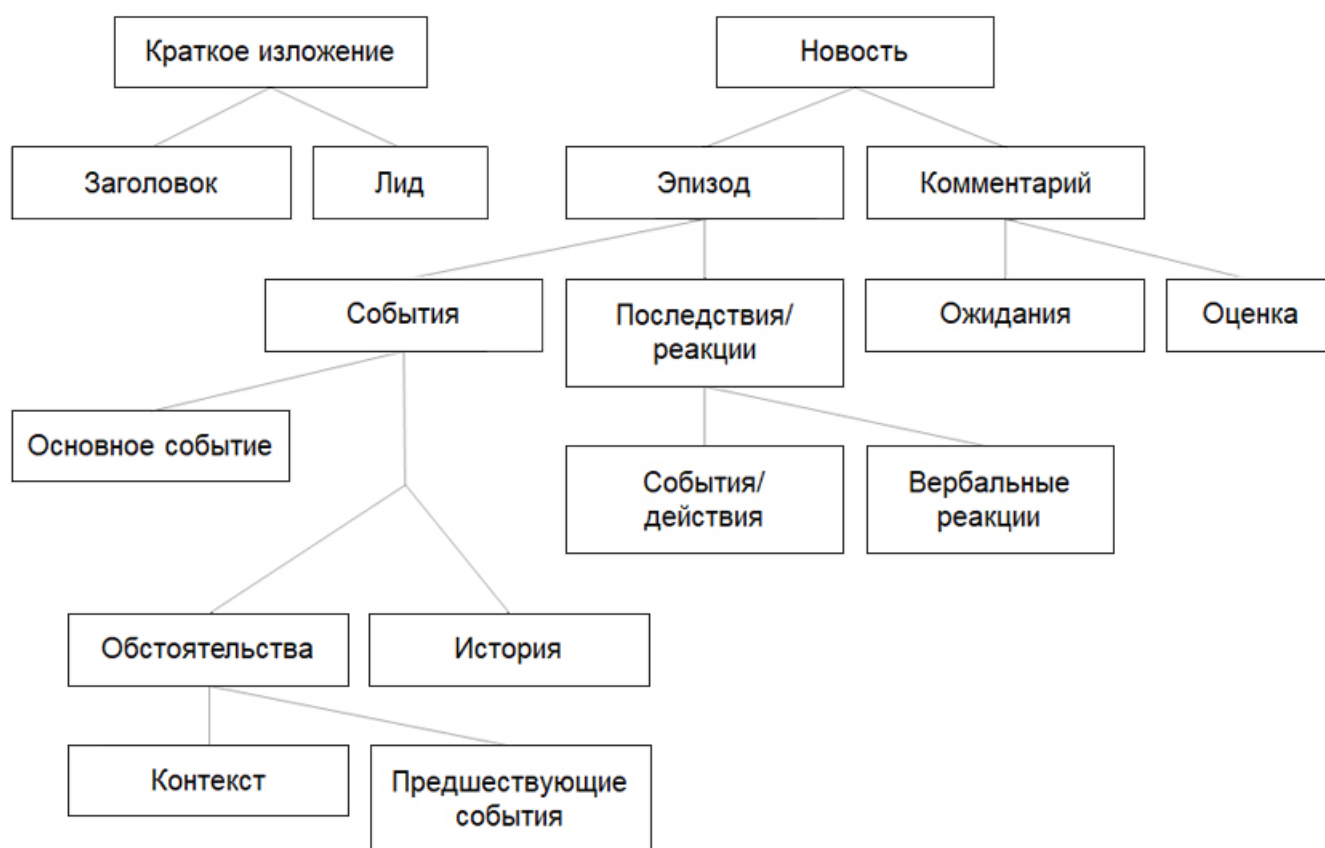 Краткое изложение
Новость
Заголовок
Лид
Эпизод
Комментарий
События
Последствия/
реакции
Ожидания
Оценка
Основное событие
События/
действия
Вербальные
реакции
Обстоятельства
История
Контекст
Предшествующие
события